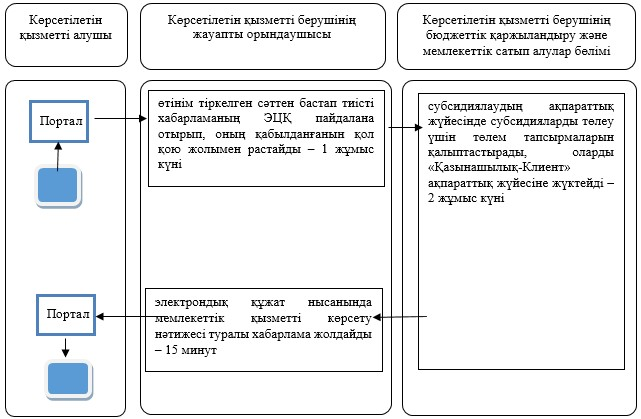 Көрсетілетін
қызметті алушы
Көрсетілетін қызметті берушінің
жауапты орындаушысы
Көрсетілетін қызметті берушінің
бюджеттік қаржыландыру және
мемлекеттік сатып алулар бөлімі
Портал
өтінім тіркелген сәттен бастап тиісті
хабарламаның ЭЦҚ пайдалана
отырып, оның қабылданғанын қол
қою жолымен растайды – 1 жұмыс
күні
субсидиялаудың ақпараттық
жүйесінде субсидияларды төлеу
үшін төлем тапсырмаларын
қалыптастырады, оларды
«Қазынашылық-Клиент»
ақпараттық жүйесіне жүктейді –
2 жұмыс күні
Портал
электрондық құжат нысанында
мемлекеттік қызметті көрсету
нәтижесі туралы хабарлама жолдайды
– 15 минут